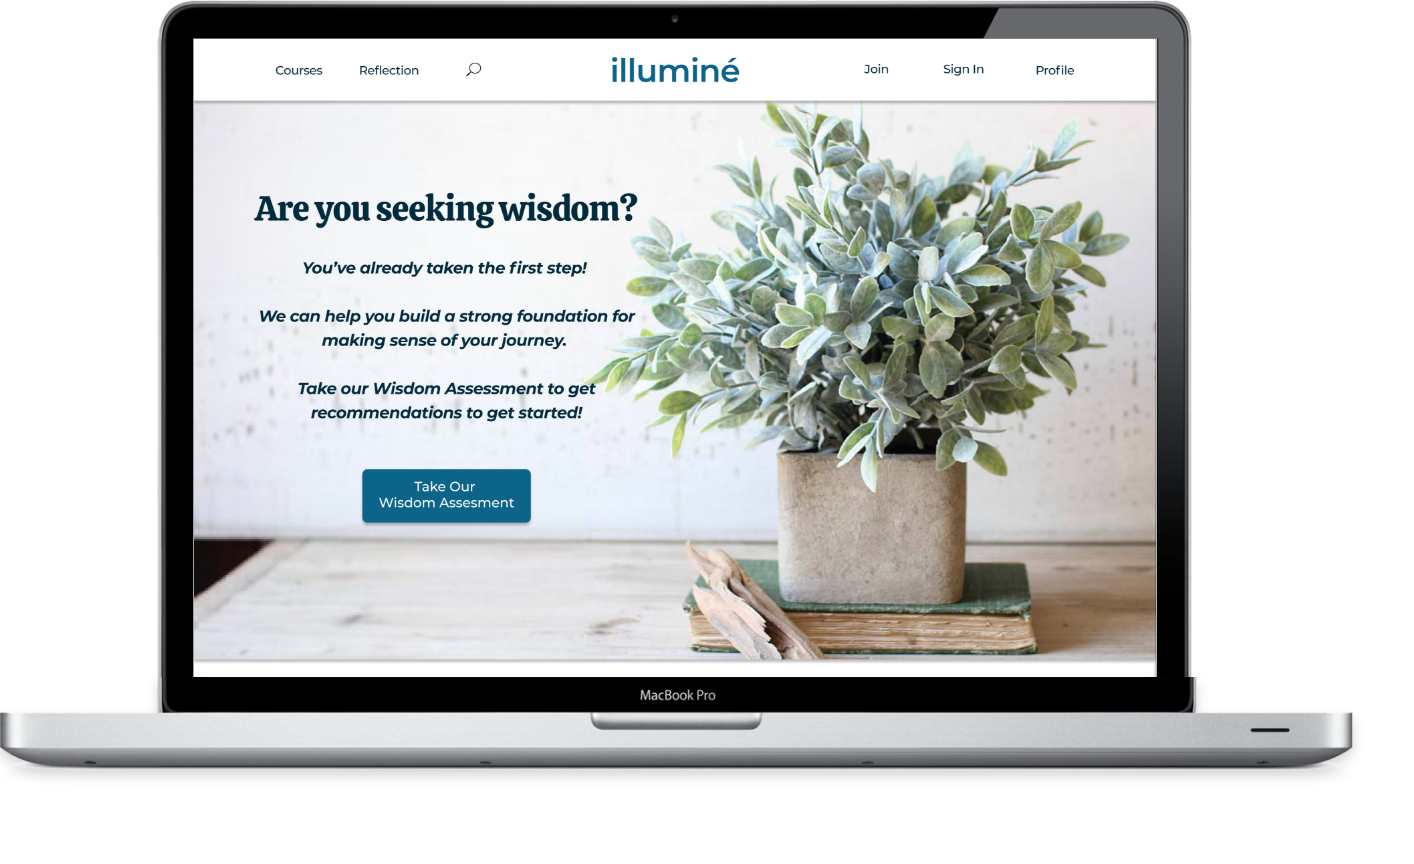 Courses Reflection illuminé Join Sign In Profile
Are you seeking wisdom?
You've already taken the first step!
We can help you build a strong foundation for
making sense of your journey.
Take our Wisdom Assessment to get
recommendations to get started!
Take Our
Wisdom Assesment
MacBook Pro